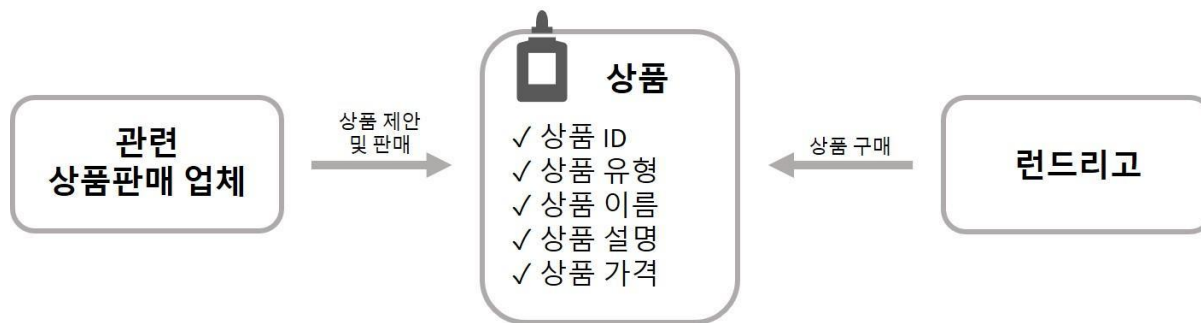 관련
상품판매 업체
상품 제안
및 판매
상품
✓ 상품 ID
✓ 상품 유형
✓ 상품 이름
✓ 상품 설명
✓ 상품 가격
상품 구매
런드리고